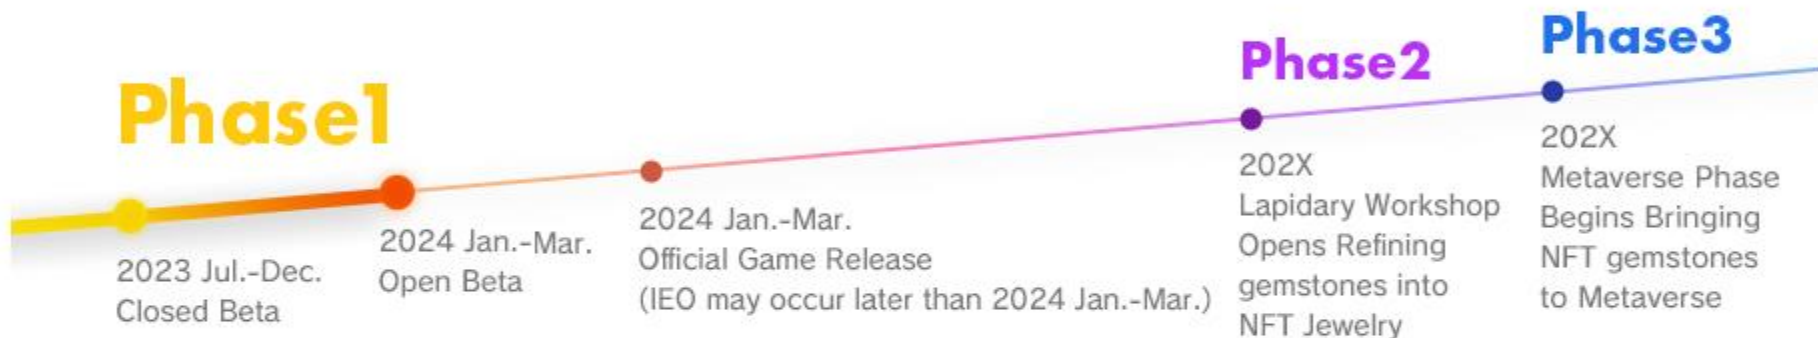 Phase1
2023 Jul.-Dec.
Closed Beta
2024 Jan.-Mar.
Open Beta
2024 Jan.-Mar.
Official Game Release
(IEO may occur later than 2024 Jan.-Mar.)
Phase2
202X
Lapidary Workshop
Opens Refining
gemstones into
NFT Jewelry
Phase3
202X
Metaverse Phase
Begins Bringing
NFT gemstones
to Metaverse